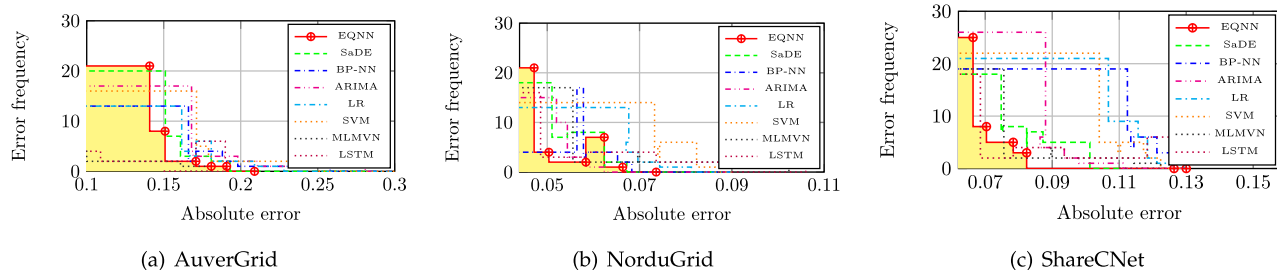 30
20
10
0
0.1
0.15
0.2
0.25
0.3
Error frequency
Absolute error
EQNN
SaDE
BP-NN
ARIMA
LR
SVM
MLMVN
LSTM
(a) AuverGrid
30
20
10
0
0.05
0.07
0.09
0.11
Error frequency
Absolute error
EQNN
SaDE
BP-NN
ARIMA
LR
SVM
MLMVN
LSTM
(b) NorduGrid
30
20
10
0
0.07
0.09
0.11
0.13
0.15
Error frequency
Absolute error
EQNN
SaDE
BP-NN
ARIMA
LR
SVM
MLMVN
LSTM
(c) ShareCNet